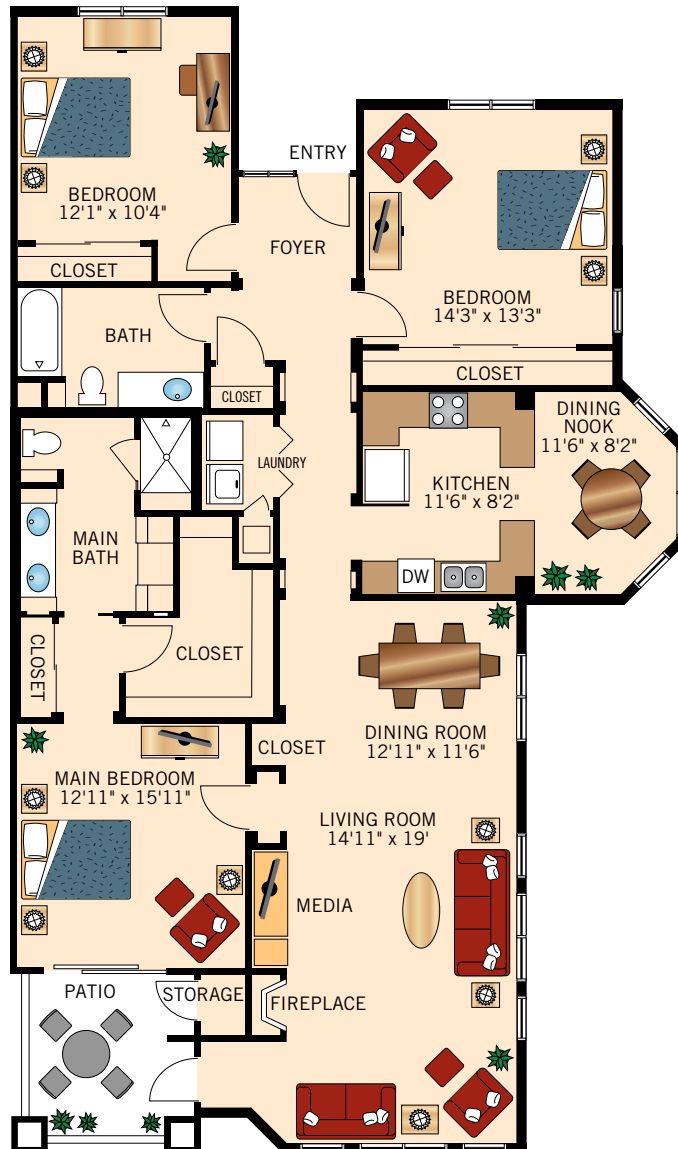 ENTRY
BEDROOM
12'1" x 10'4"
FOYER
CLOSET
BEDROOM
14'3" x 13'3"
BATH
CLOSET
CLOSET
DINING
NOOK
11'6" x 8'2"
LAUNDRY
KITCHEN
11'6" x 8'2"
MAIN
BATH
DW
CLOSET
CLOSET
DINING ROOM
12'11" x 11'6"
CLOSET
MAIN BEDROOM
12'11" x 15'11"
LIVING ROOM
14'11" x 19'
MEDIA
PATIO
STORAGE
FIREPLACE